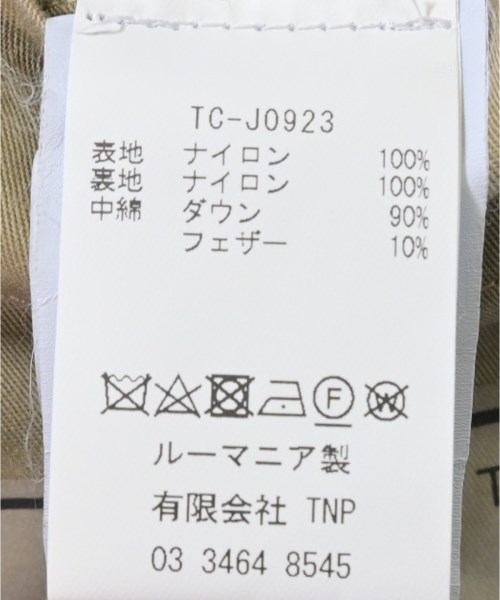 TC-J0923
表地 ナイロン 100%
裏地 ナイロン 100%
中綿 ダウン 90%
フェザー 10%
F W
ルーマニア製
有限会社 TNP
03 3464 8545